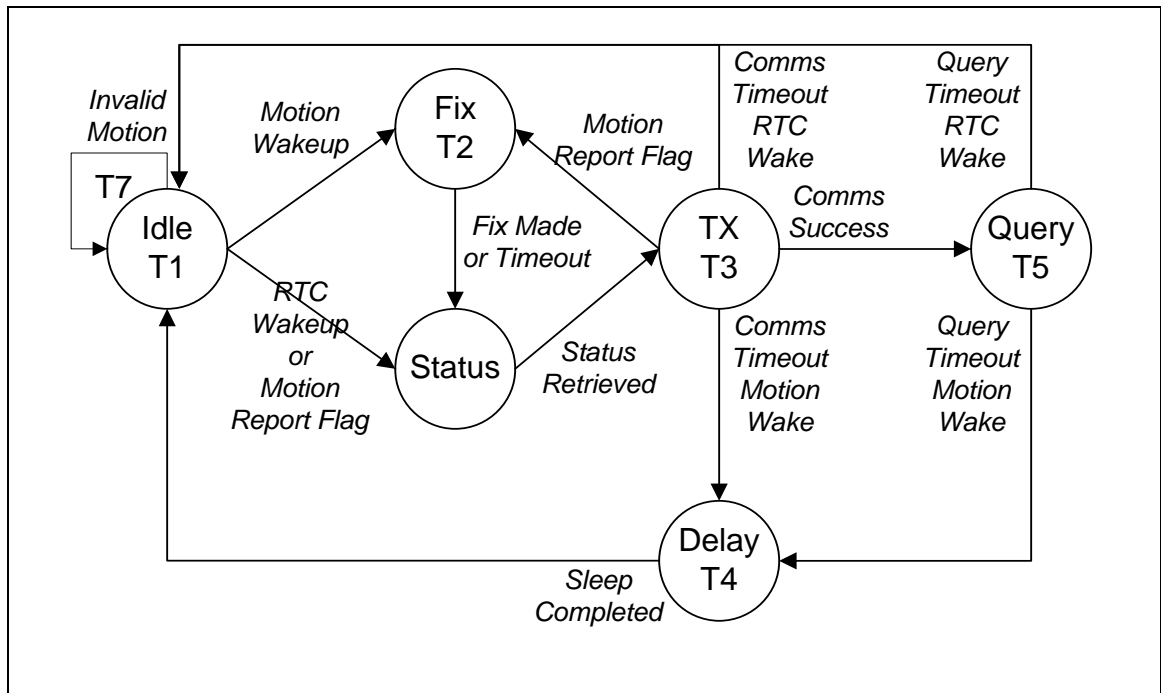 Invalid
Motion
T7
Idle
T1
Motion
Wakeup
Fix
T2
Motion
Report Flag
Fix Made
or Timeout
RTC
Wakeup
or
Motion
Report Flag
Status
Status
Retrieved
TX
T3
Comms
Timeout
RTC
Wake
Comms
Success
Query
Timeout
RTC
Wake
Query
T5
Comms
Timeout
Motion
Wake
Query
Timeout
Motion
Wake
Delay
T4
Sleep
Completed